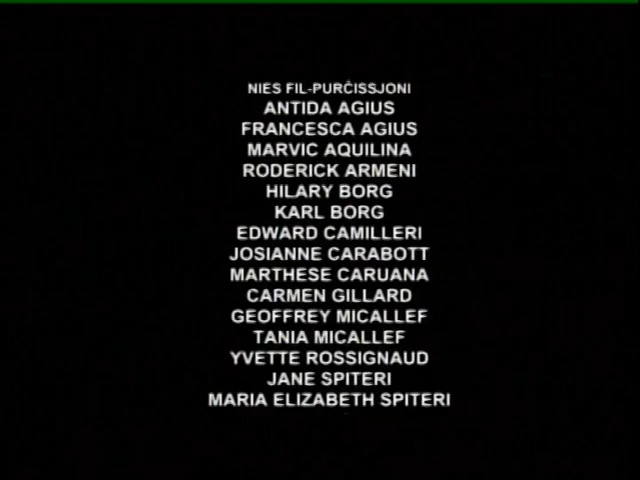 NIES FIL-PURĊISSJONI
ANTIDA AGIUS
FRANCESCA AGIUS
MARVIC AQUILINA
RODERICK ARMENI
HILARY BORG
KARL BORG
EDWARD CAMILLERI
JOSIANNE CARABOTT
MARTHESE CARUANA
CARMEN GILLARD
GEOFFREY MICALLEF
TANIA MICALLEF
YVETTE ROSSIGNAUD
JANE SPITERI
MARIA ELIZABETH SPITERI